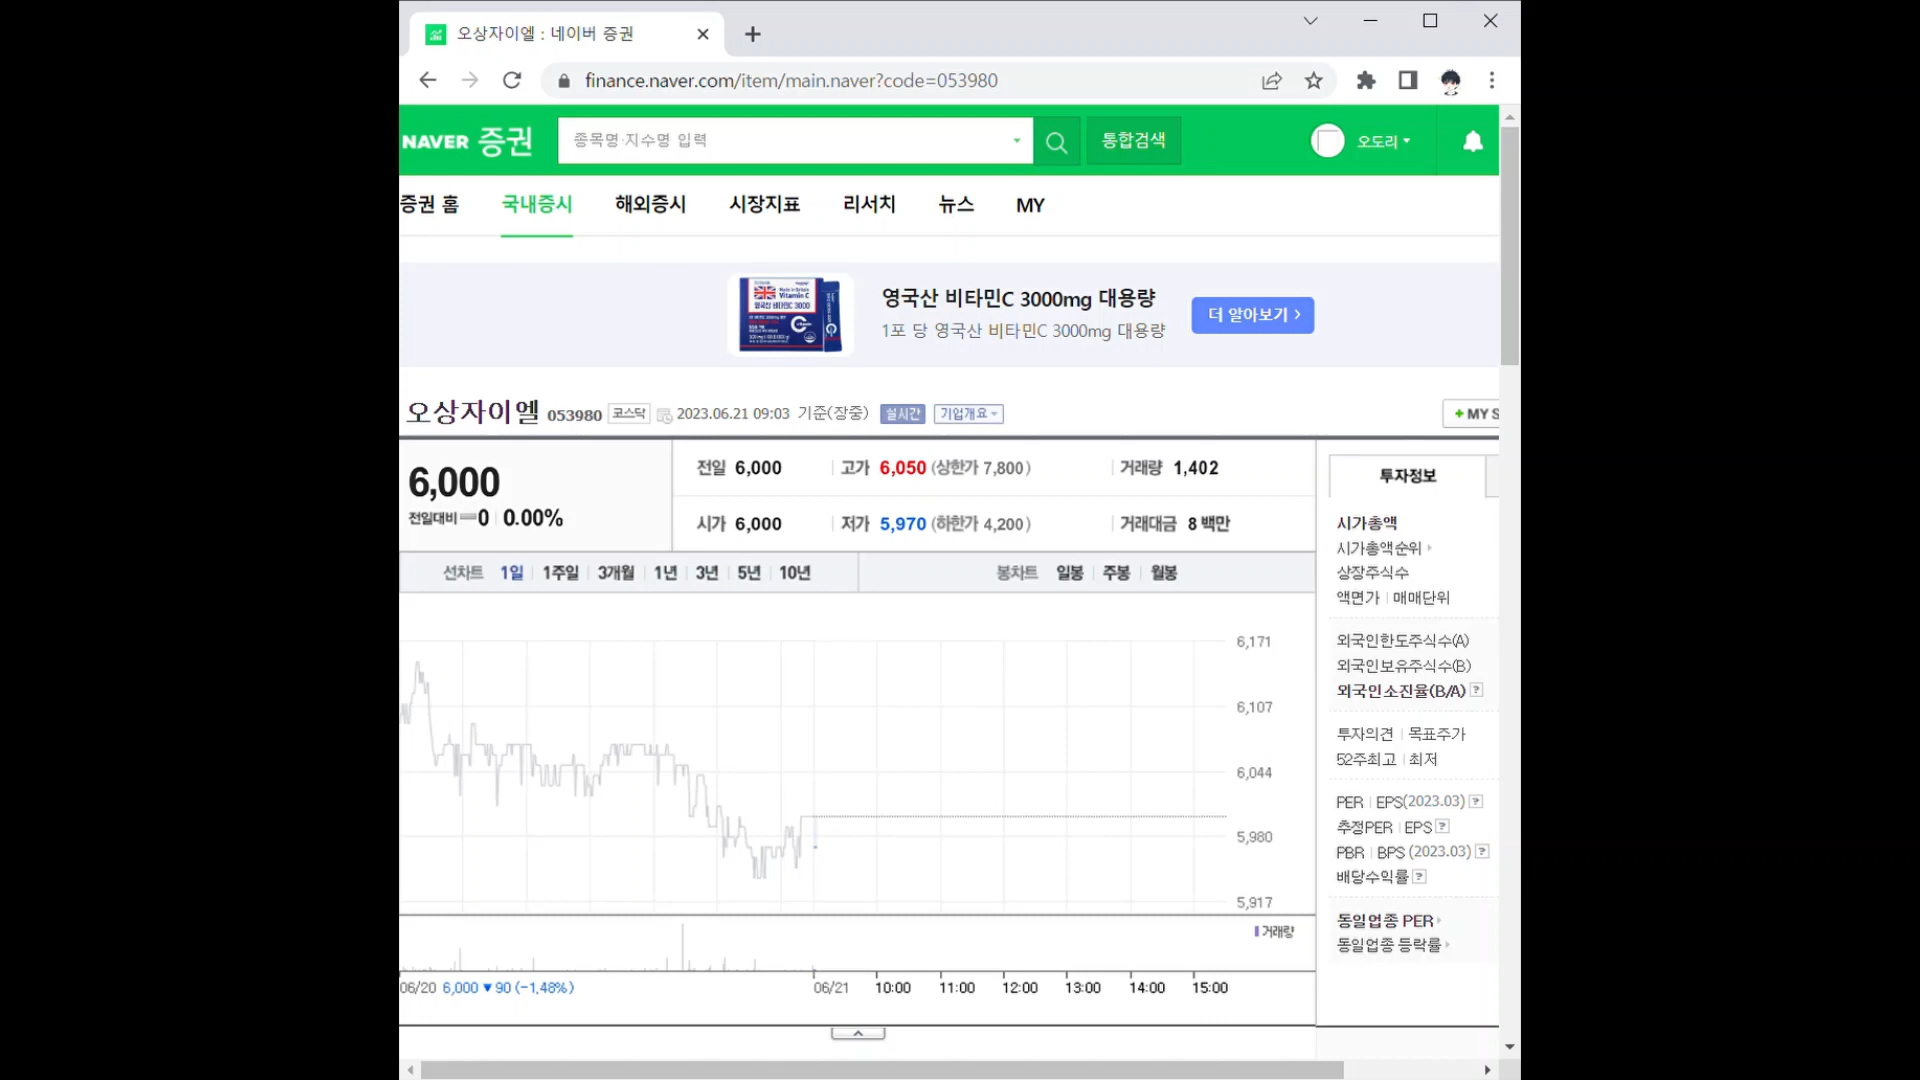 오상자이엘 : 네이버 증권
finance.naver.com/item/main.naver?code=053980
NAVER 증권
종목명·지수명 입력
통합검색
오도리
증권 홈 국내증시 해외증시 시장지표 리서치 뉴스 MY
Vitamin C
영국산 비타민C 3000
영국산 비타민C 3000mg 대용량
1포 당 영국산 비타민C 3000mg 대용량
더 알아보기 >
오상자이엘 053980 코스닥 2023.06.21 09:03 기준(장중) 실시간 기업개요
+ MY S
6,000
전일대비 0 0.00%
전일 6,000 고가 6,050 (상한가 7,800) 거래량 1,402
시가 6,000 저가 5,970 (하한가 4,200) 거래대금 8 백만
선차트 1일 1주일 3개월 1년 3년 5년 10년
봉차트 일봉 주봉 월봉
6,171
6,107
6,044
5,980
5,917
거래량
06/20 6,000 ▼ 90 (-1,48%)
06/21 10:00 11:00 12:00 13:00 14:00 15:00
투자정보
시가총액
시가총액순위
상장주식수
액면가 | 매매단위
외국인한도주식수(A)
외국인보유주식수(B)
외국인소진율(B/A) ?
투자의견 | 목표주가
52주최고 | 최저
PER | EPS(2023.03) ?
추정PER | EPS ?
PBR | BPS (2023.03) ?
배당수익률 ?
동일업종 PER
동일업종 등락률